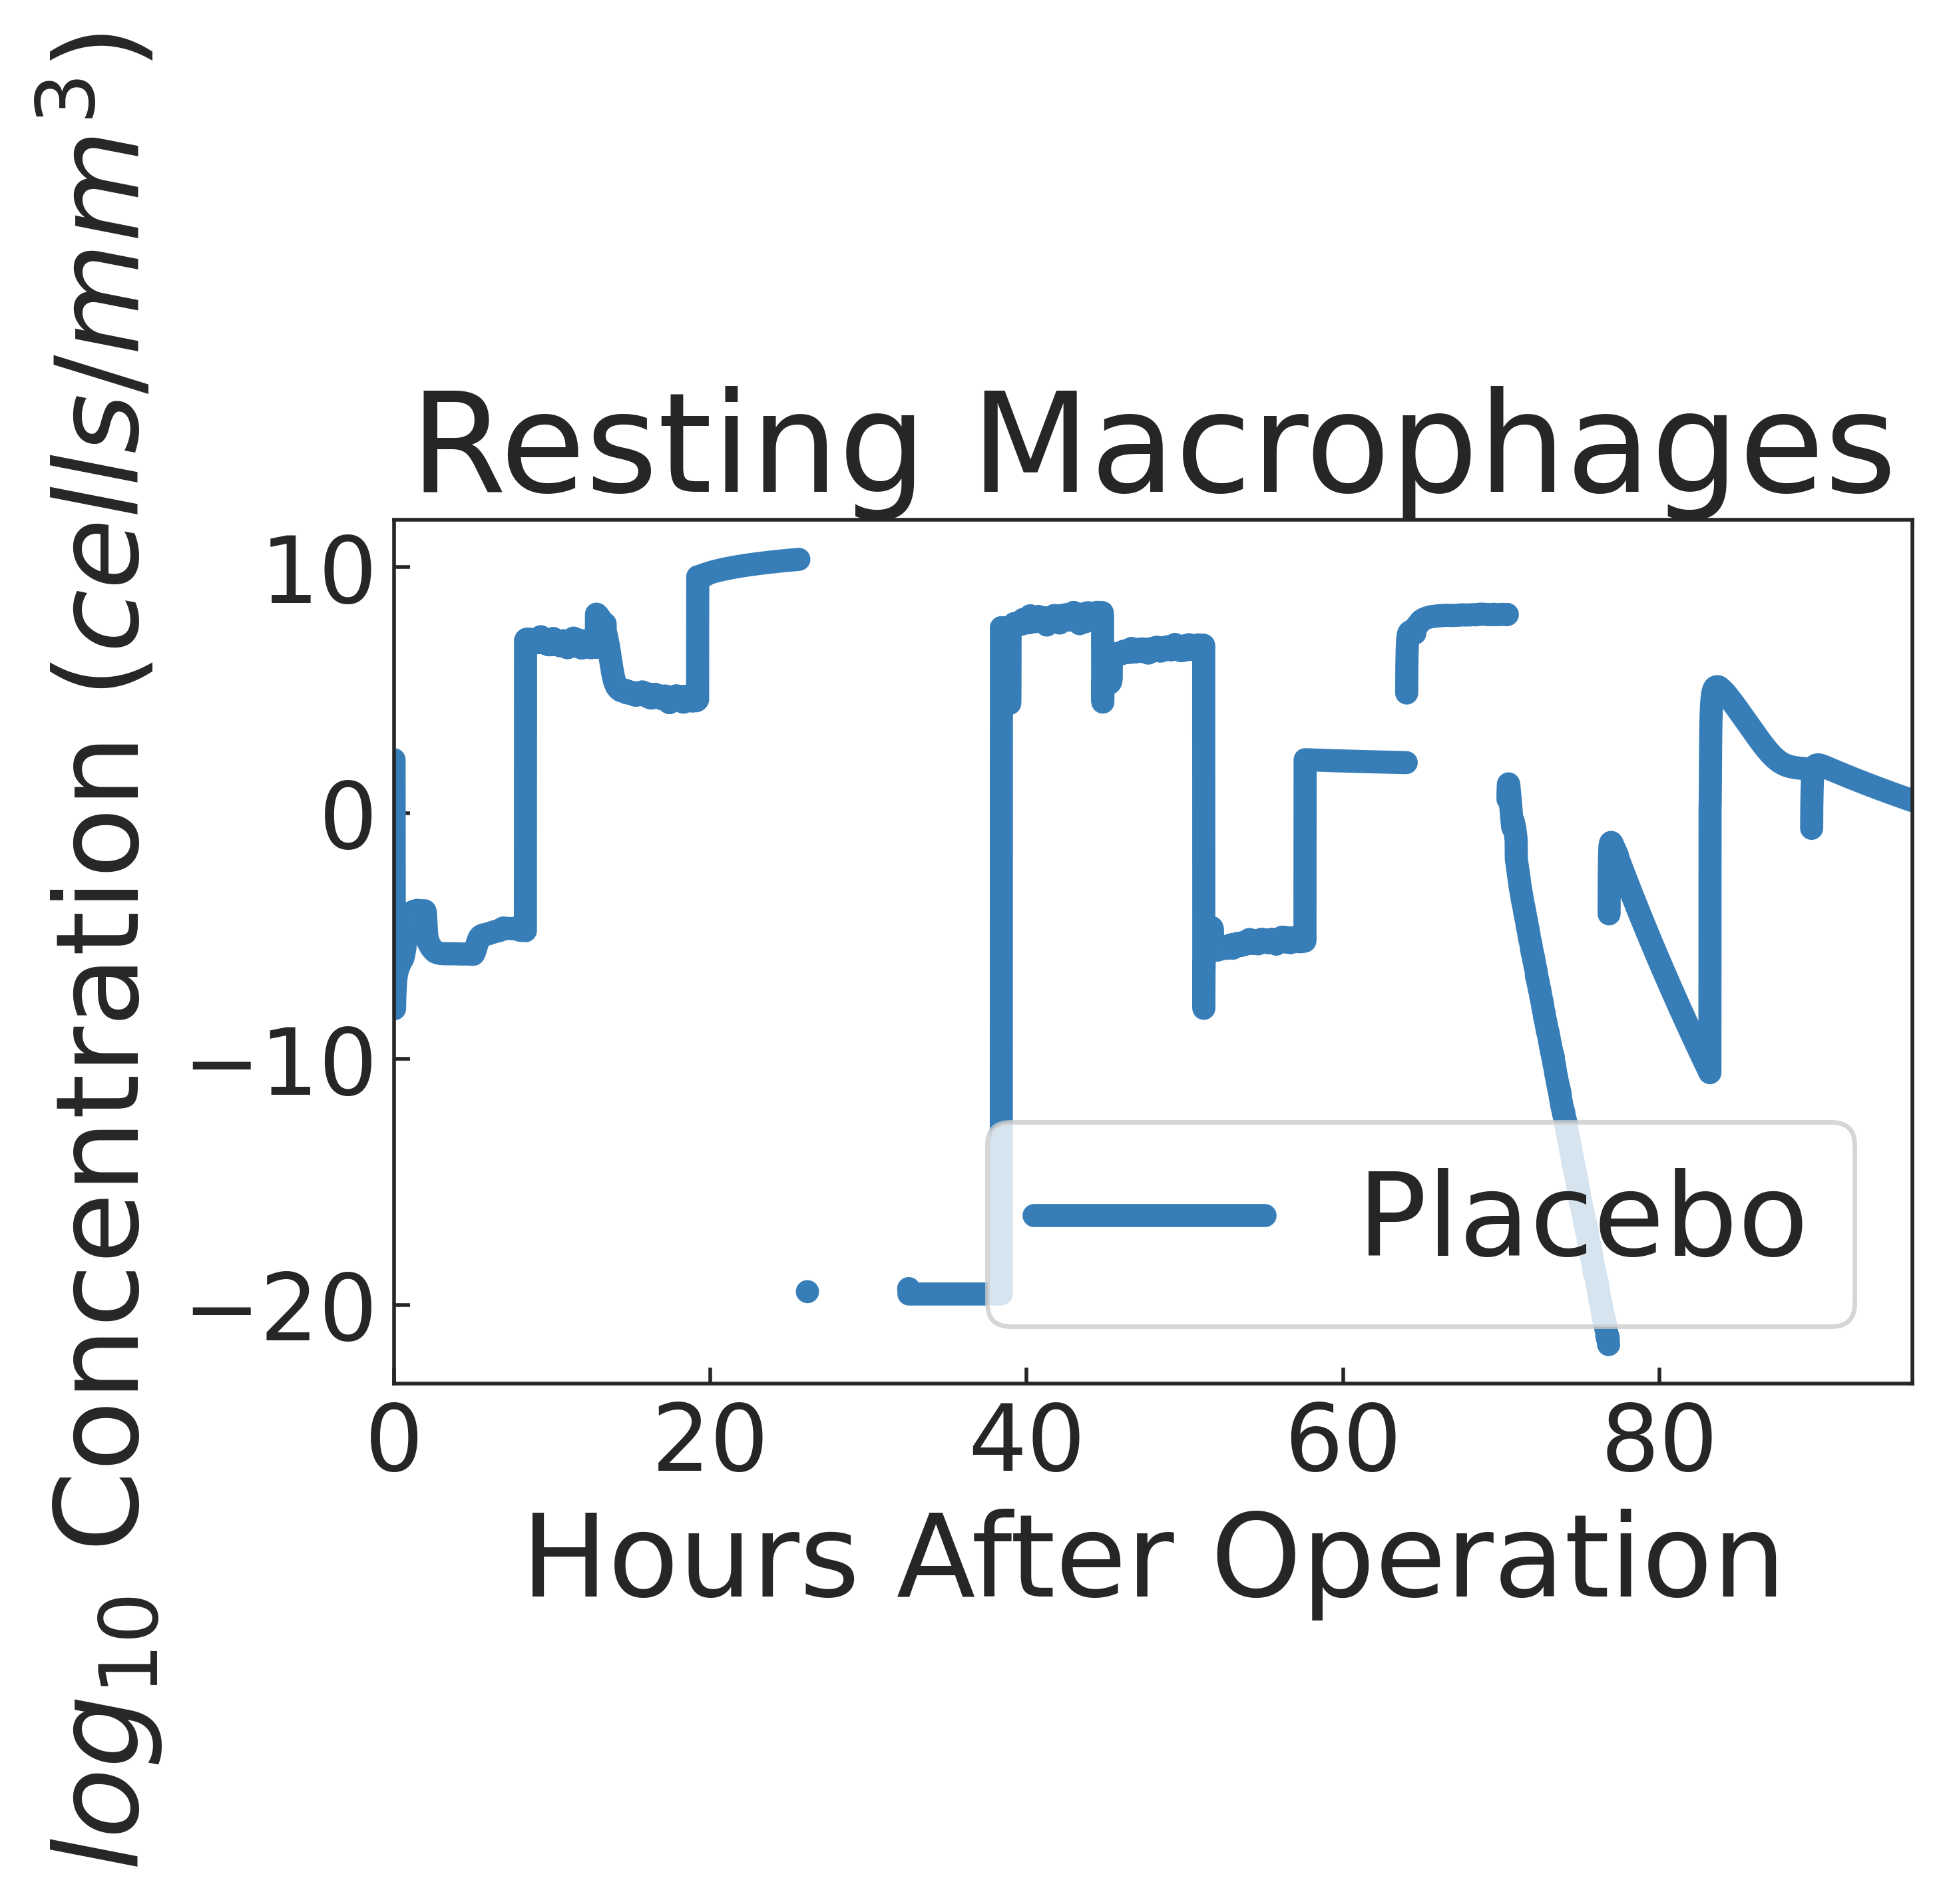 Resting Macrophages
log₁₀ Concentration (cells/mm³)
10
0
−10
−20
Placebo
0 20 40 60 80
Hours After Operation